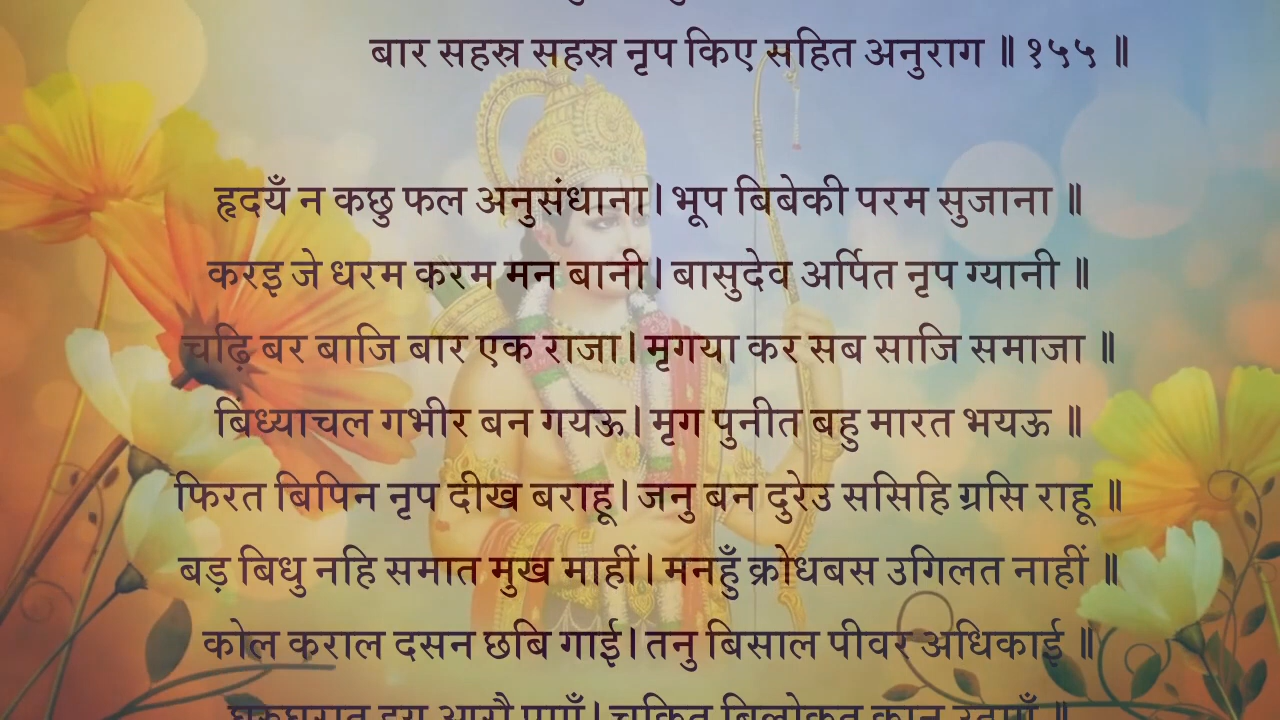 बार सहस्र सहस्र नृप किए सहित अनुराग ॥ १५५ ॥
हृदयँ न कछु फल अनुसंधाना। भूप बिबेकी परम सुजाना ॥
करइ जे धरम करम मन बानी। बासुदेव अर्पित नृप ग्यानी ॥
चढ़ि बर बाजि बार एक राजा। मृगया कर सब साजि समाजा ॥
बिंध्याचल गभीर बन गयऊ। मृग पुनीत बहु मारत भयऊ ॥
फिरत बिपिन नृप दीख बराहू। जनु बन दुरेउ ससिहि ग्रसि राहू ॥
बड़ बिधु नहि समात मुख माहीं। मनहुँ क्रोधबस उगिलत नाहीं ॥
कोल कराल दसन छबि गाई। तनु बिसाल पीवर अधिकाई ॥